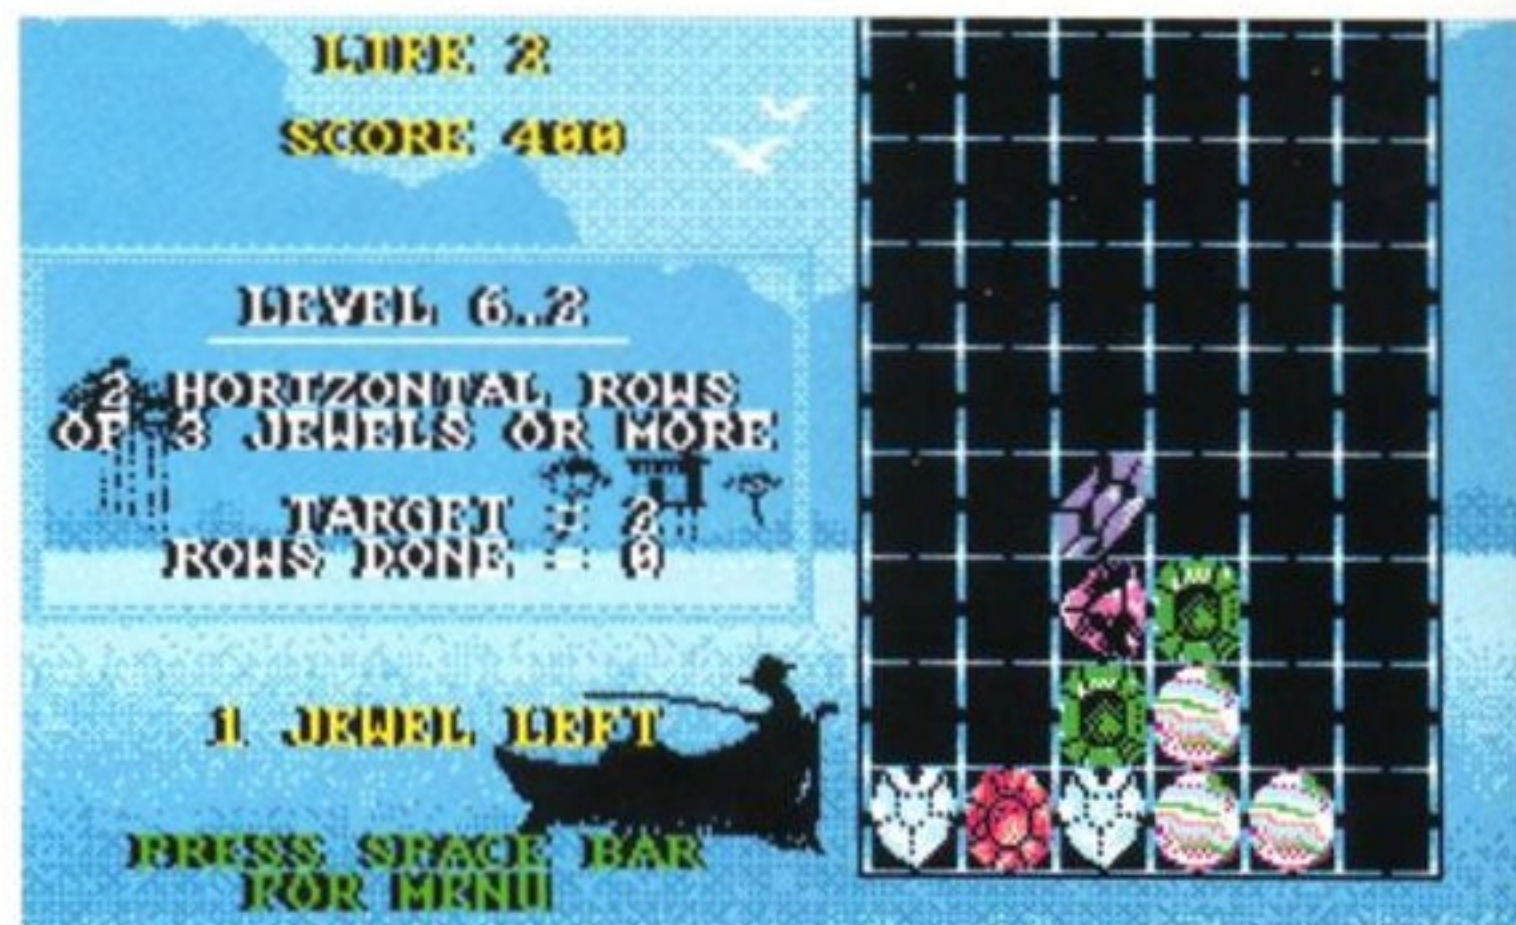 LIFE 2
SCORE 400
LEVEL 6..2
2 HORIZONTAL ROWS
OF 3 JEWELS OR MORE
TARGET = 2
ROWS DONE = 0
1 JEWEL LEFT
PRESS SPACE BAR
FOR MENU